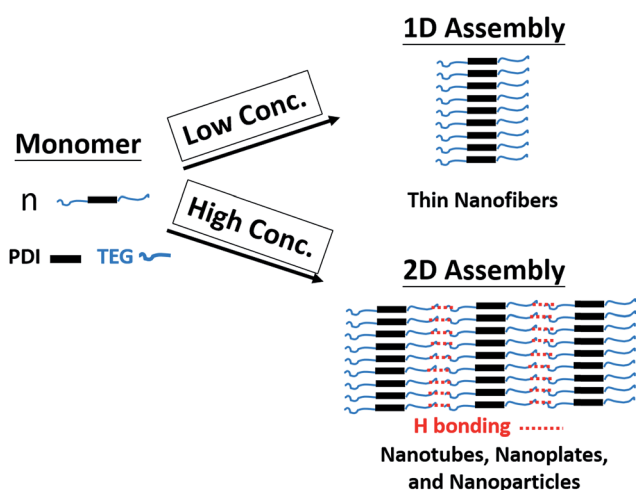 1D Assembly
Low Conc.
Monomer
n
Thin Nanofibers
High Conc.
PDI TEG
2D Assembly
H bonding
Nanotubes, Nanoplates,
and Nanoparticles